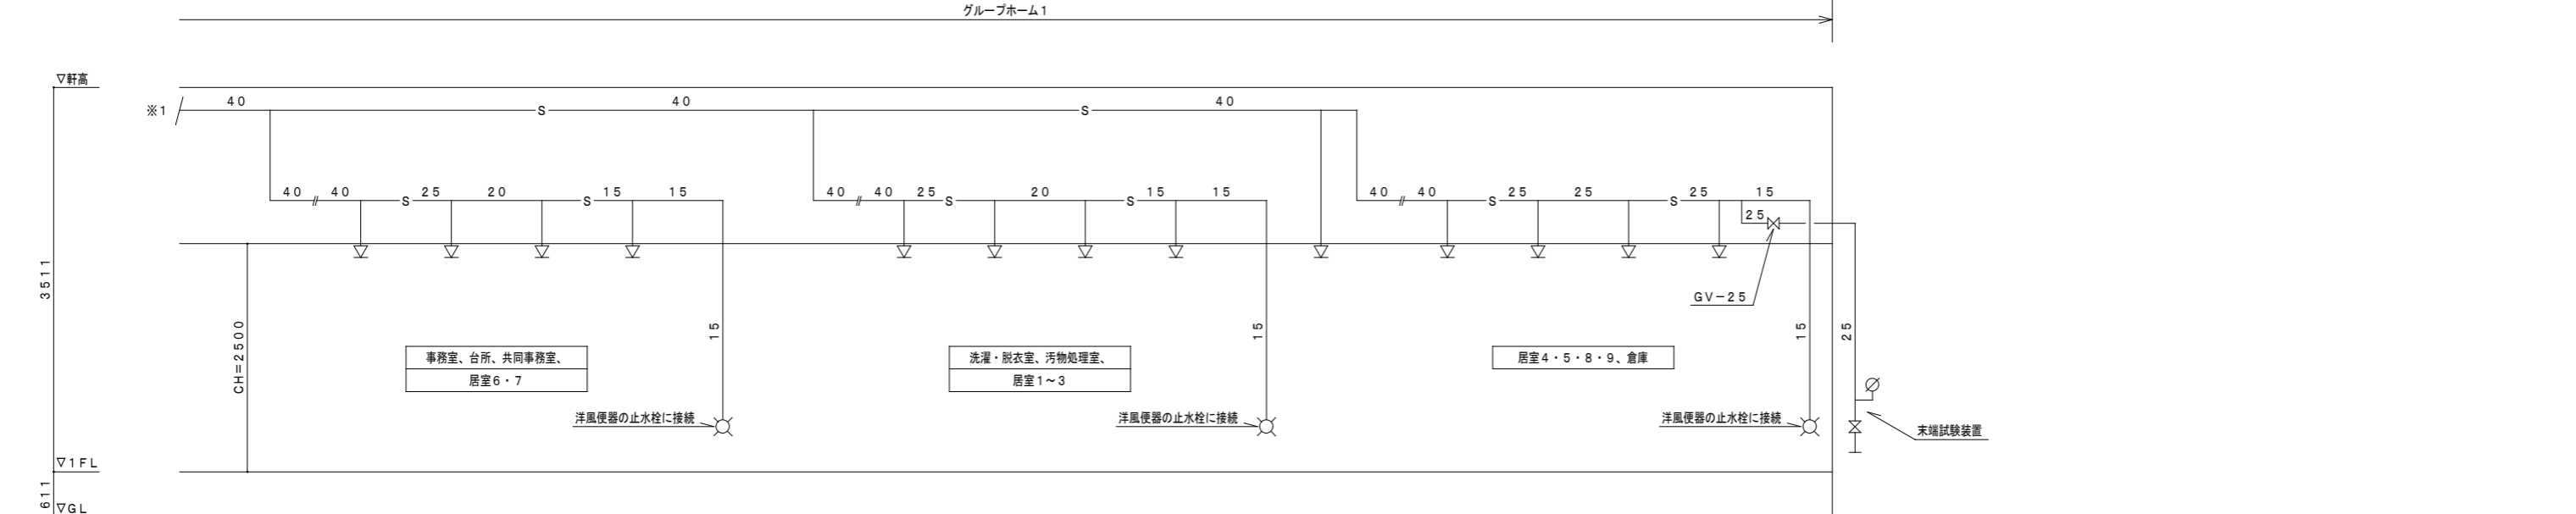 グループホーム１
▽軒高
※１
４０
Ｓ
４０
Ｓ
４０
４０
４０
Ｓ
２５
２０
Ｓ
１５
１５
４０
４０
２５
Ｓ
２０
Ｓ
１５
１５
４０
４０
Ｓ
２５
２５
Ｓ
２５
１５
２５
ＧＶ－２５
３５１１
ＣＨ＝２５００
１５
１５
１５
２５
事務室、台所、共同事務室、
居室６・７
洗濯・脱衣室、汚物処理室、
居室１～３
居室４・５・８・９、倉庫
洋風便器の止水栓に接続
洋風便器の止水栓に接続
洋風便器の止水栓に接続
末端試験装置
▽１ＦＬ
６１１
▽ＧＬ